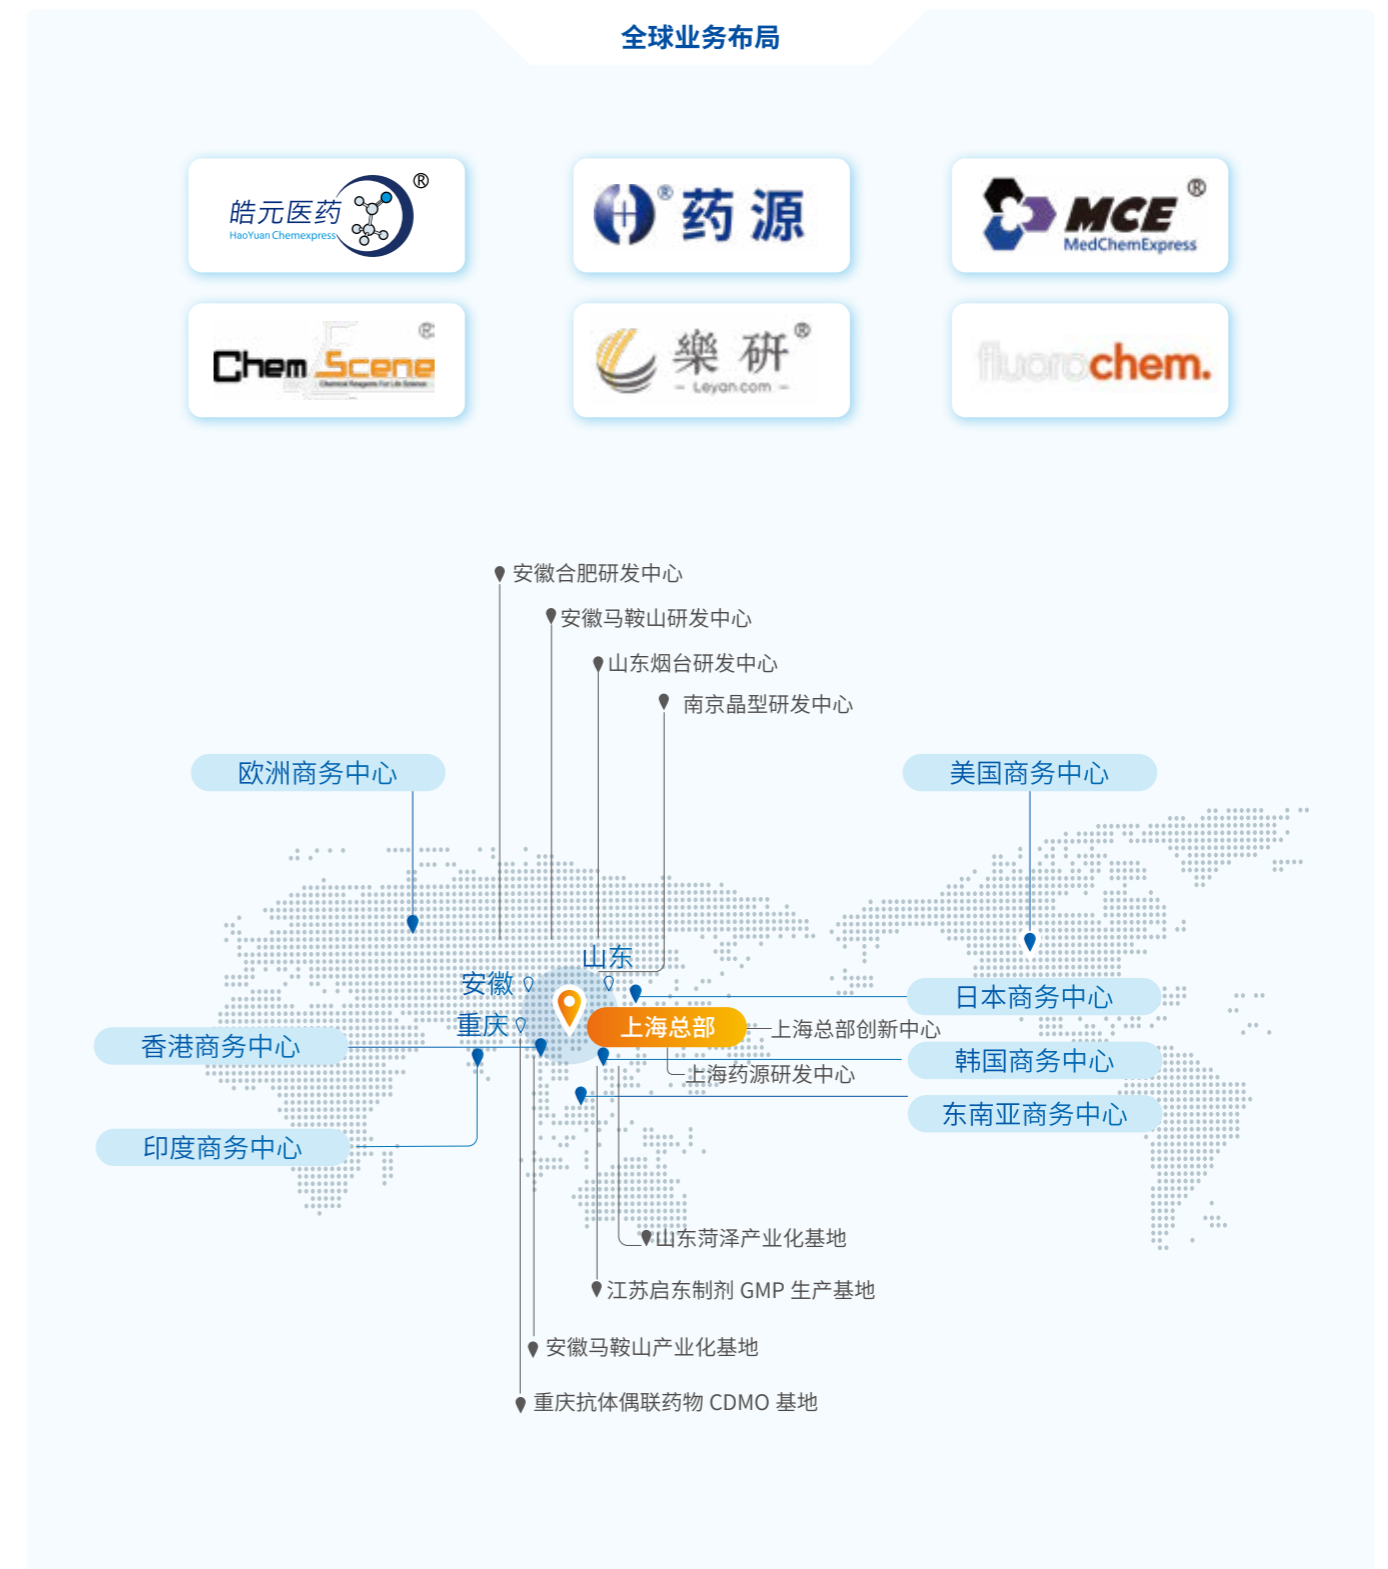 全球业务布局
皓元医药 ®
HaoYuan Chemexpress
® 药源
MCE ®
MedChemExpress
Chem Scene ®
Chemical Reagents For Life Science
樂研 ®
Leyan.com
fluorochem.
安徽合肥研发中心
安徽马鞍山研发中心
山东烟台研发中心
南京晶型研发中心
欧洲商务中心
美国商务中心
山东
安徽
日本商务中心
重庆
上海总部
上海总部创新中心
香港商务中心
韩国商务中心
上海药源研发中心
东南亚商务中心
印度商务中心
山东菏泽产业化基地
江苏启东制剂 GMP 生产基地
安徽马鞍山产业化基地
重庆抗体偶联药物 CDMO 基地